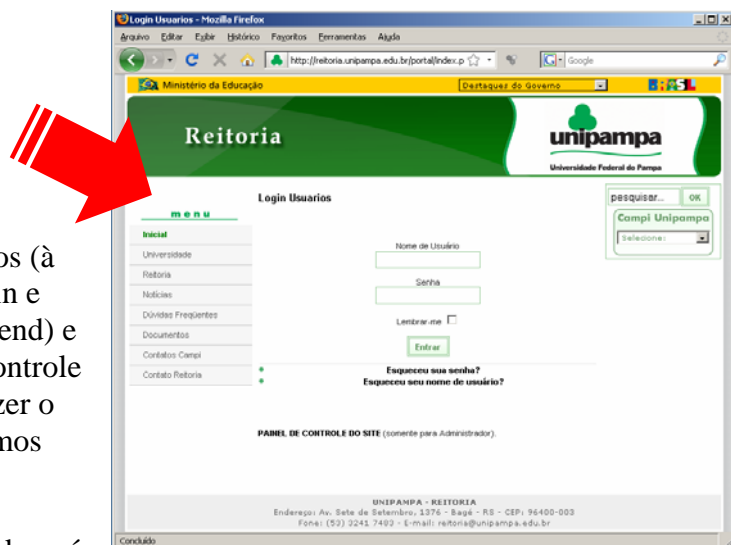 Login Usuarios - Mozilla Firefox
Arquivo Editar Exibir Histórico Favoritos Ferramentas Ajuda
http://reitoria.unipampa.edu.br/portal/index.p
Google
Ministério da Educação
Destaques do Governo
BRASIL
Reitoria
unipampa
Universidade Federal do Pampa
menu
Inicial
Universidade
Reitoria
Notícias
Dúvidas Freqüentes
Documentos
Contatos Campi
Contato Reitoria
Login Usuarios
Nome de Usuário
Senha
Lembrar-me
Entrar
Esqueceu sua senha?
Esqueceu seu nome de usuário?
PAINEL DE CONTROLE DO SITE (somente para Administrador).
pesquisar... OK
Campi Unipampa
Selecione:
UNIPAMPA - REITORIA
Endereço: Av. Sete de Setembro, 1376 - Bagé - RS - CEP: 96400-003
Fone: (53) 3241 7493 - E-mail: reitoria@unipampa.edu.br
Concluído
os (à
n e
end) e
ontrole
zer o
mos